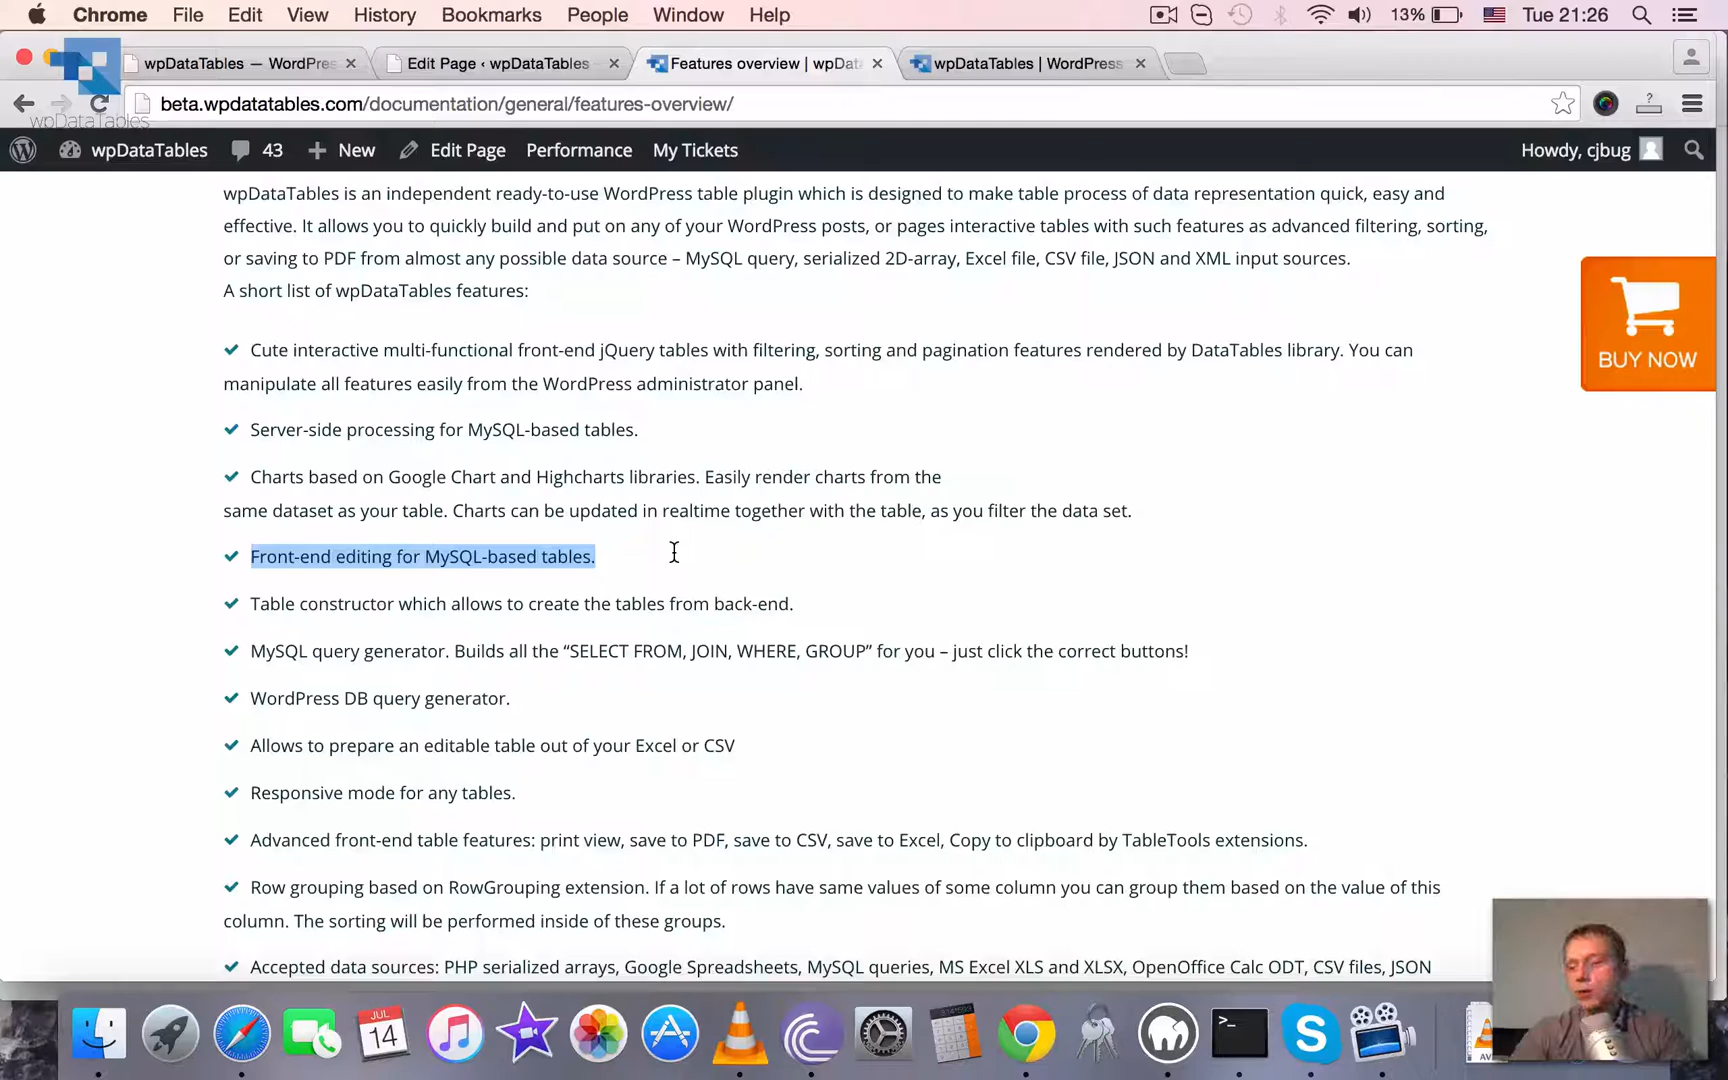 Chrome File Edit View History Bookmarks People Window Help 13% Tue 21:26
wpDataTables — WordPres Edit Page ‹ wpDataTables Features overview | wpData wpDataTables | WordPress
beta.wpdatatables.com/documentation/general/features-overview/
wpDataTables
wpDataTables 43 New Edit Page Performance My Tickets Howdy, cjbug
wpDataTables is an independent ready-to-use WordPress table plugin which is designed to make table process of data representation quick, easy and
effective. It allows you to quickly build and put on any of your WordPress posts, or pages interactive tables with such features as advanced filtering, sorting,
or saving to PDF from almost any possible data source – MySQL query, serialized 2D-array, Excel file, CSV file, JSON and XML input sources.
A short list of wpDataTables features:
BUY NOW
Cute interactive multi-functional front-end jQuery tables with filtering, sorting and pagination features rendered by DataTables library. You can
manipulate all features easily from the WordPress administrator panel.
Server-side processing for MySQL-based tables.
Charts based on Google Chart and Highcharts libraries. Easily render charts from the
same dataset as your table. Charts can be updated in realtime together with the table, as you filter the data set.
Front-end editing for MySQL-based tables.
Table constructor which allows to create the tables from back-end.
MySQL query generator. Builds all the “SELECT FROM, JOIN, WHERE, GROUP” for you – just click the correct buttons!
WordPress DB query generator.
Allows to prepare an editable table out of your Excel or CSV
Responsive mode for any tables.
Advanced front-end table features: print view, save to PDF, save to CSV, save to Excel, Copy to clipboard by TableTools extensions.
Row grouping based on RowGrouping extension. If a lot of rows have same values of some column you can group them based on the value of this
column. The sorting will be performed inside of these groups.
Accepted data sources: PHP serialized arrays, Google Spreadsheets, MySQL queries, MS Excel XLS and XLSX, OpenOffice Calc ODT, CSV files, JSON
JUL
14